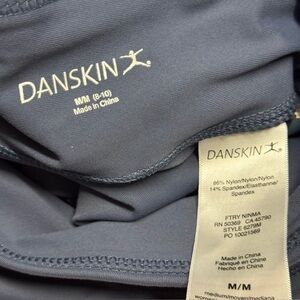 DANSKIN
M/M (8-10)
Made in China
DANSKIN
86% Nylon/Nylon/Nylon
14% Spandex/Elasthanne/
Spandex
FTRY NINMA
RN 50369 CA 45790
STYLE 6279M
PO 10021569
Made in China
Fabriqué en China
Hecho en China
M/M